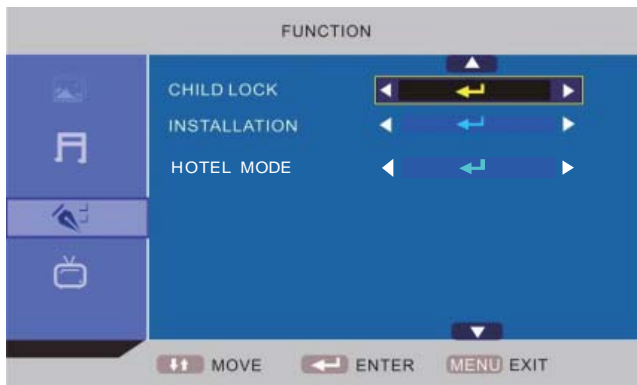 FUNCTION
CHILD LOCK
INSTALLATION
HOTEL MODE
MOVE ENTER MENU EXIT